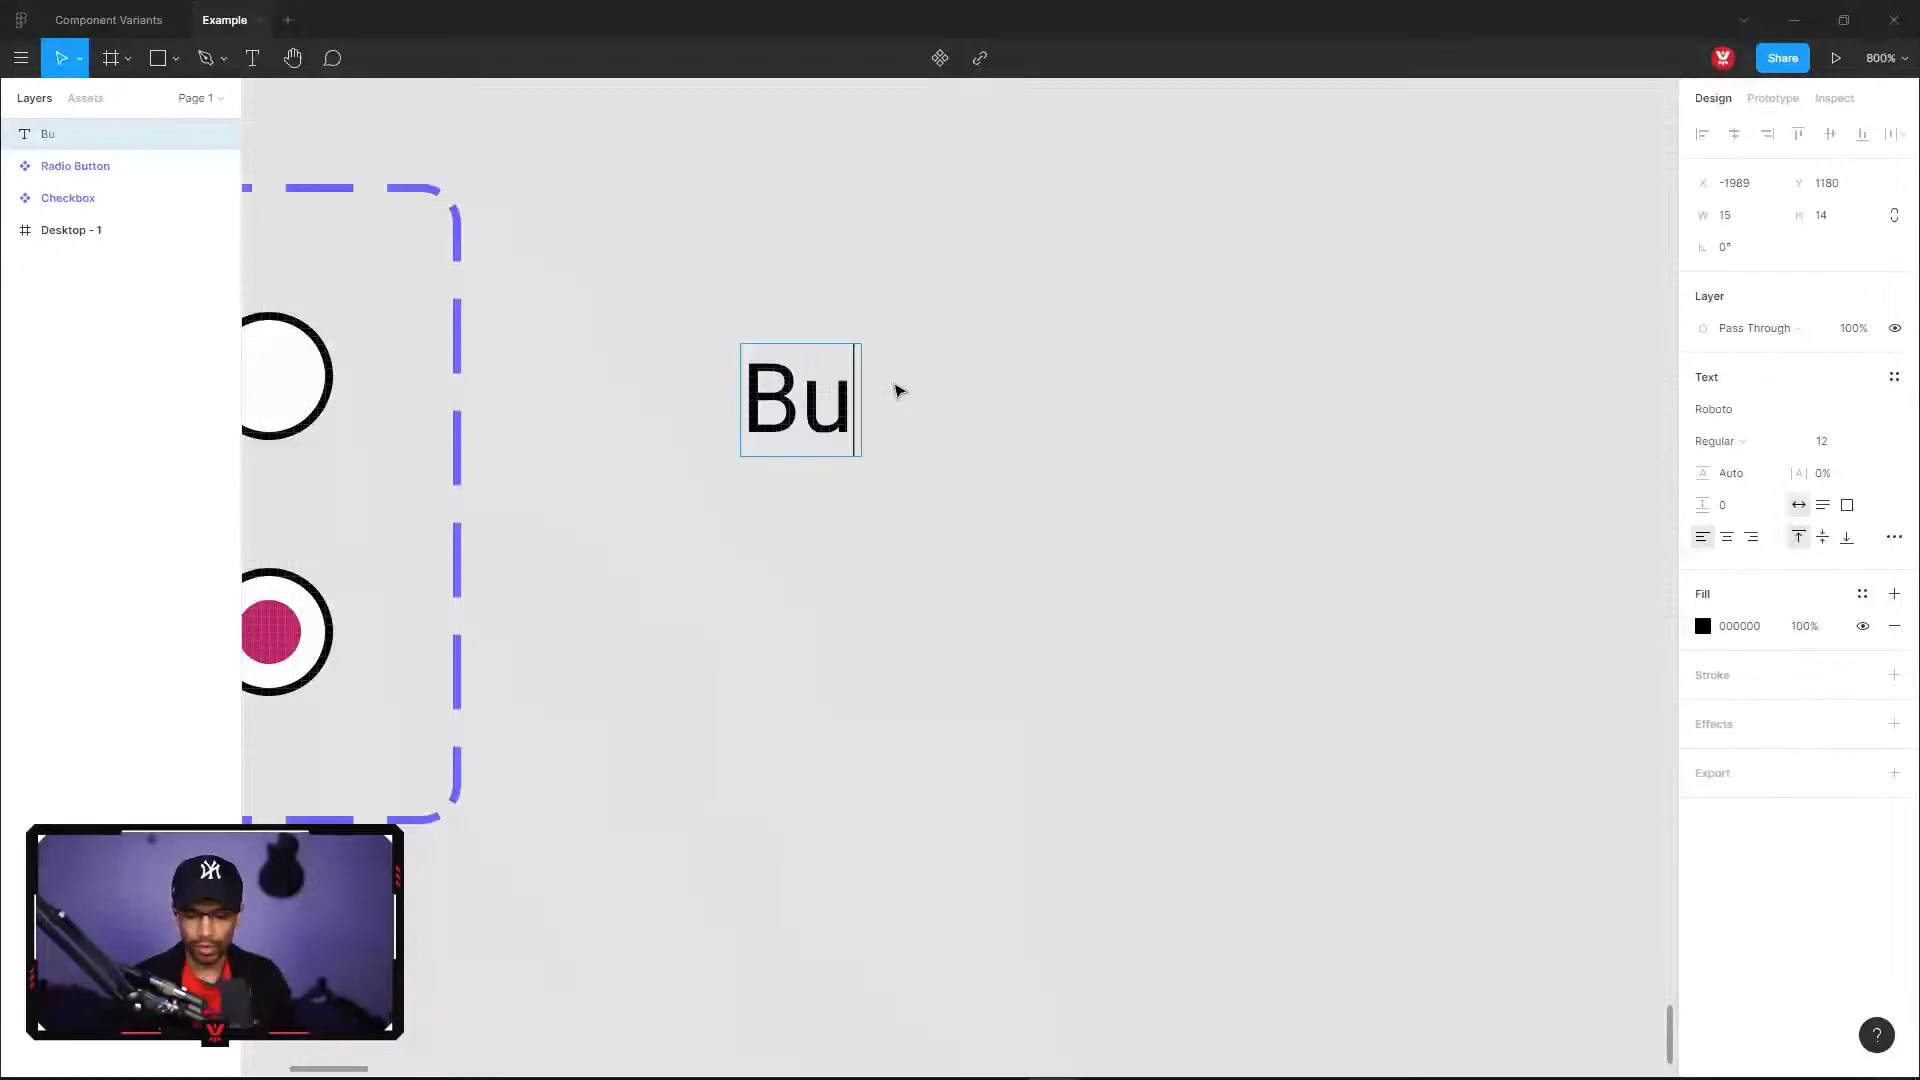 Component Variants
Example
Share
800%
Layers
Assets
Page 1
Bu
Radio Button
Checkbox
Desktop - 1
Bu
Design
Prototype
Inspect
X -1989
Y 1180
W 15
H 14
0°
Layer
Pass Through
100%
Text
Roboto
Regular
12
Auto
0%
0
Fill
000000
100%
Stroke
Effects
Export
?